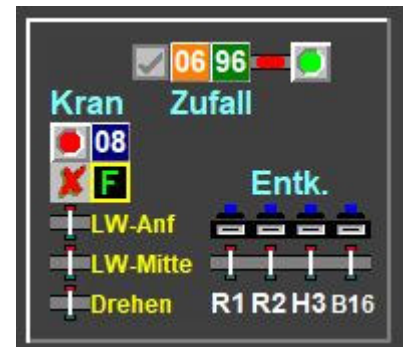 06 96
Kran Zufall
08
F
Entk.
LW-Anf
LW-Mitte
Drehen
R1 R2 H3 B16